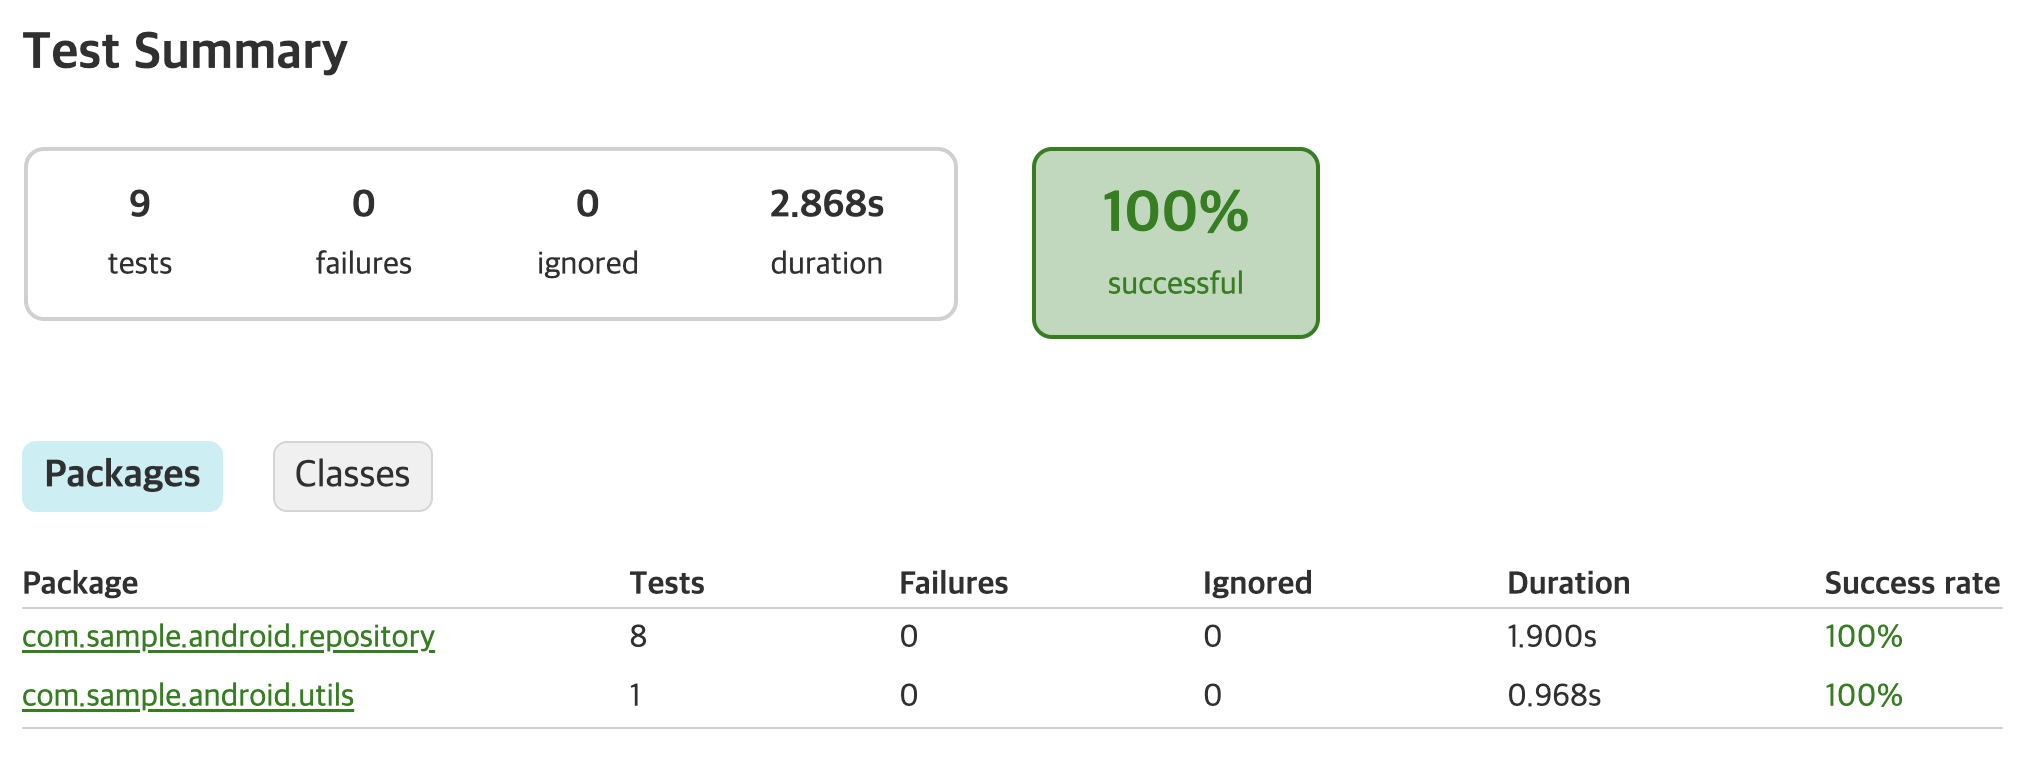 Test Summary
9 0 0 2.868s
tests failures ignored duration
100%
successful
Packages Classes
Package Tests Failures Ignored Duration Success rate
com.sample.android.repository 8 0 0 1.900s 100%
com.sample.android.utils 1 0 0 0.968s 100%